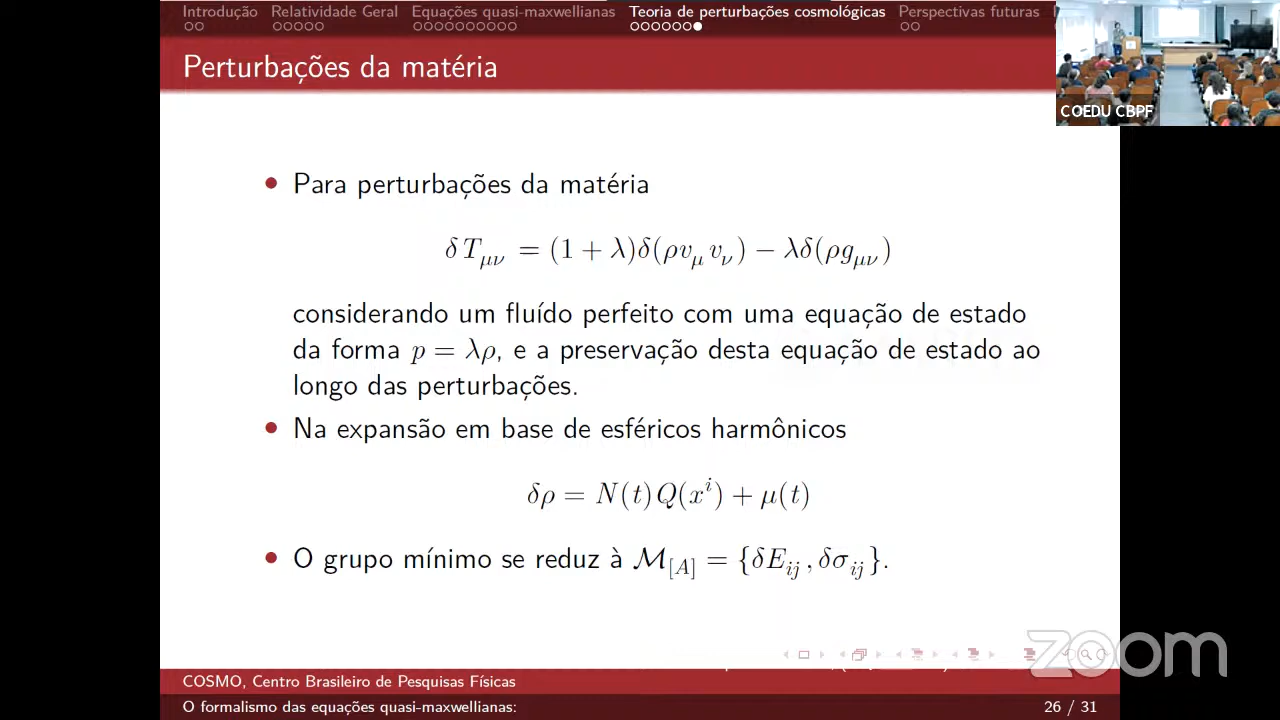 Introdução Relatividade Geral Equações quasi-maxwellianas Teoria de perturbações cosmológicas Perspectivas futuras
Perturbações da matéria
COEDU CBPF
• Para perturbações da matéria
δT_{μν} = (1 + λ)δ(ρv_μ v_ν) − λδ(ρg_{μν})
considerando um fluído perfeito com uma equação de estado
da forma p = λρ, e a preservação desta equação de estado ao
longo das perturbações.
• Na expansão em base de esféricos harmônicos
δρ = N(t)Q(x^i) + μ(t)
• O grupo mínimo se reduz à ℳ_{[A]} = {δE_{ij}, δσ_{ij}}.
zoom
COSMO, Centro Brasileiro de Pesquisas Físicas
O formalismo das equações quasi-maxwellianas:
26 / 31